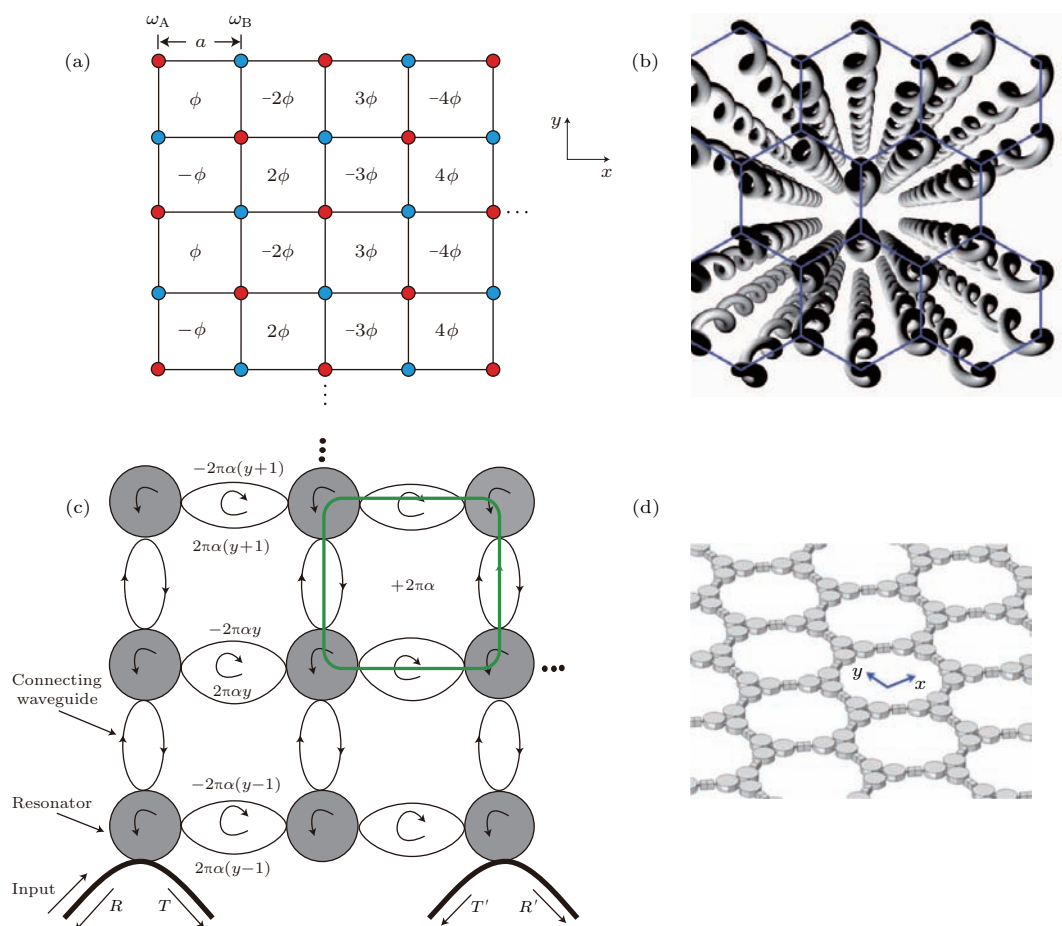 ω_A ω_B
a
(a)
ϕ −2ϕ 3ϕ −4ϕ
−ϕ 2ϕ −3ϕ 4ϕ
ϕ −2ϕ 3ϕ −4ϕ
−ϕ 2ϕ −3ϕ 4ϕ
y
x
(b)
(c)
−2πα(y+1)
2πα(y+1)
+2πα
−2παy
2παy
Connecting
waveguide
−2πα(y−1)
Resonator
2πα(y−1)
Input
R T T′ R′
(d)
y x